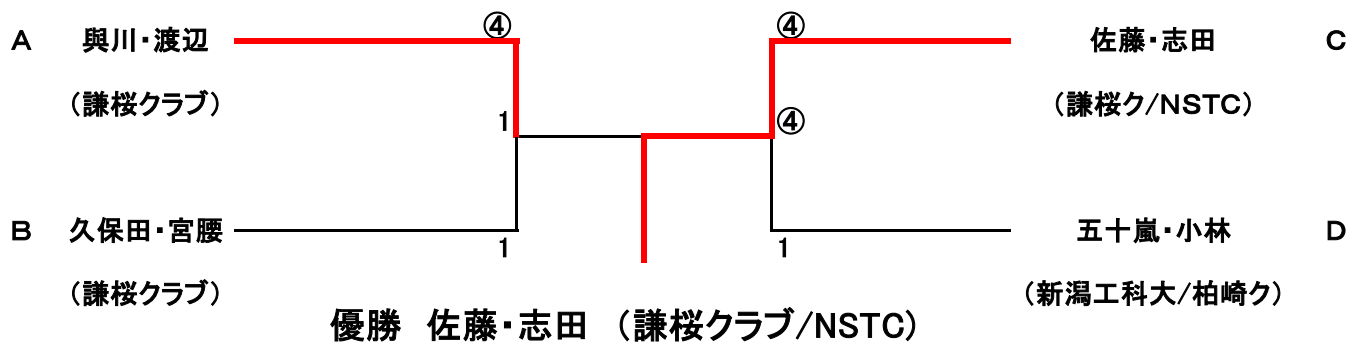 ④ ④
A 與川・渡辺 佐藤・志田 C
（謙桜クラブ） （謙桜ク/NSTC）
1 ④
B 久保田・宮腰 五十嵐・小林 D
1 1
（謙桜クラブ） （新潟工科大/柏崎ク）
優勝 佐藤・志田 （謙桜クラブ/NSTC）